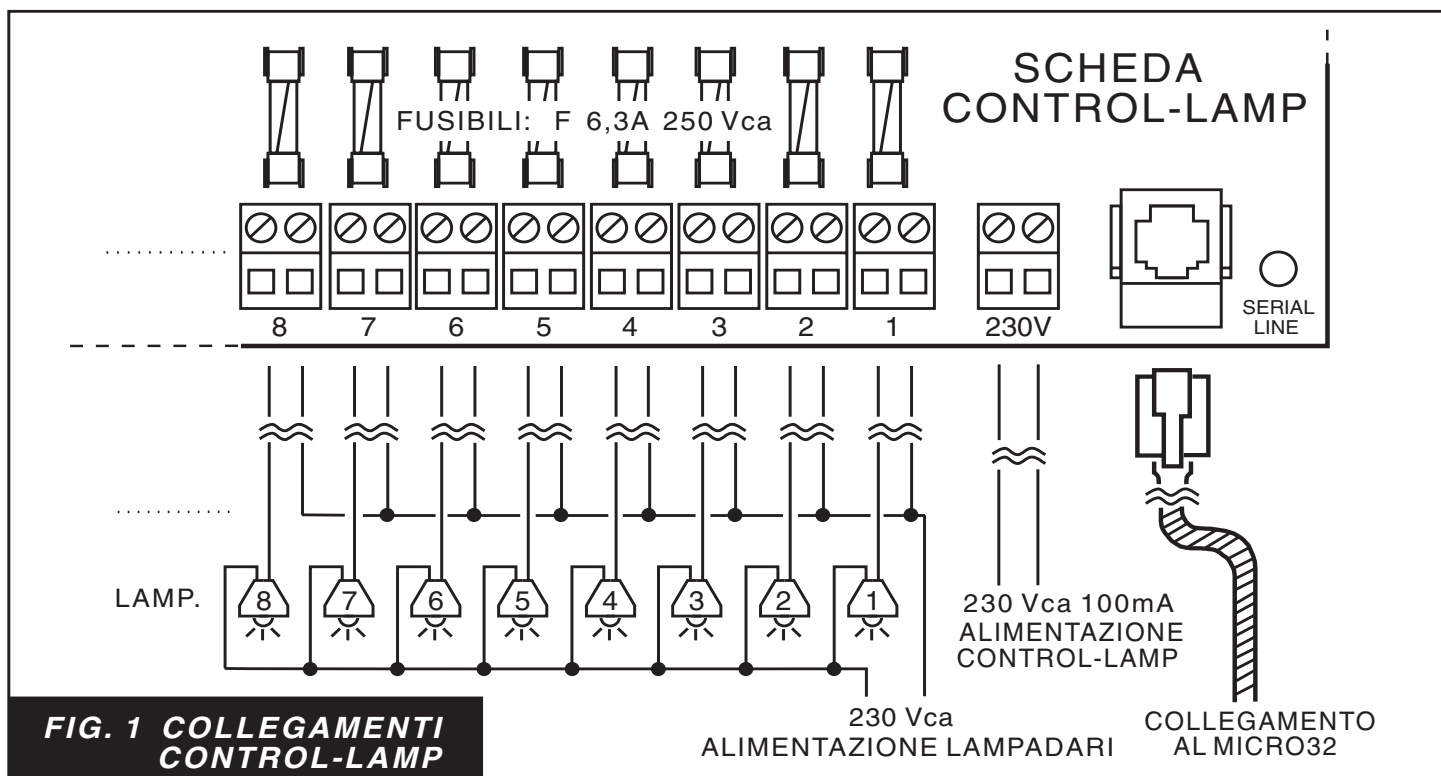 SCHEDA
CONTROL-LAMP
FUSIBILI: F 6,3A 250 Vca
8 7 6 5 4 3 2 1 230V
SERIAL
LINE
LAMP.
8 7 6 5 4 3 2 1
230 Vca 100mA
ALIMENTAZIONE
CONTROL-LAMP
230 Vca
ALIMENTAZIONE LAMPADARI
COLLEGAMENTO
AL MICRO32
FIG. 1 COLLEGAMENTI
CONTROL-LAMP